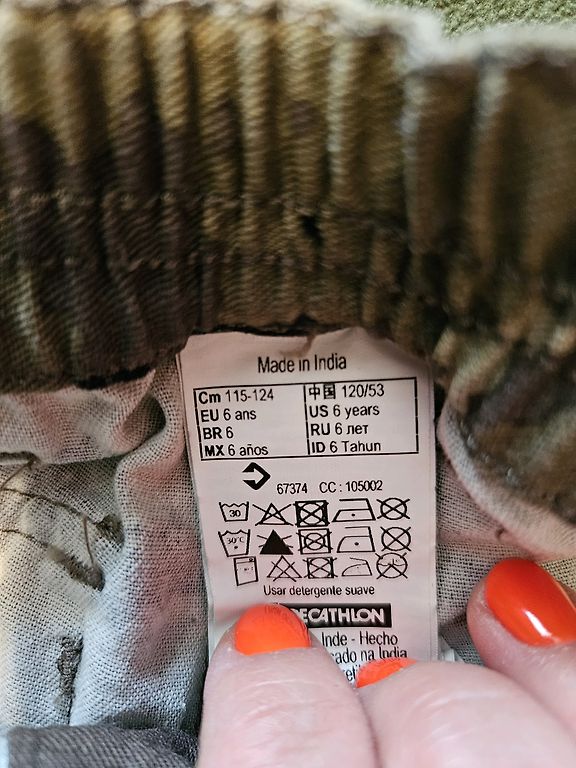 Made in India
Cm 115-124 中国 120/53
EU 6 ans US 6 years
BR 6 RU 6 лет
MX 6 años ID 6 Tahun
67374 CC : 105002
30
30°C
Usar detergente suave
DECATHLON
Inde - Hecho
cado na India